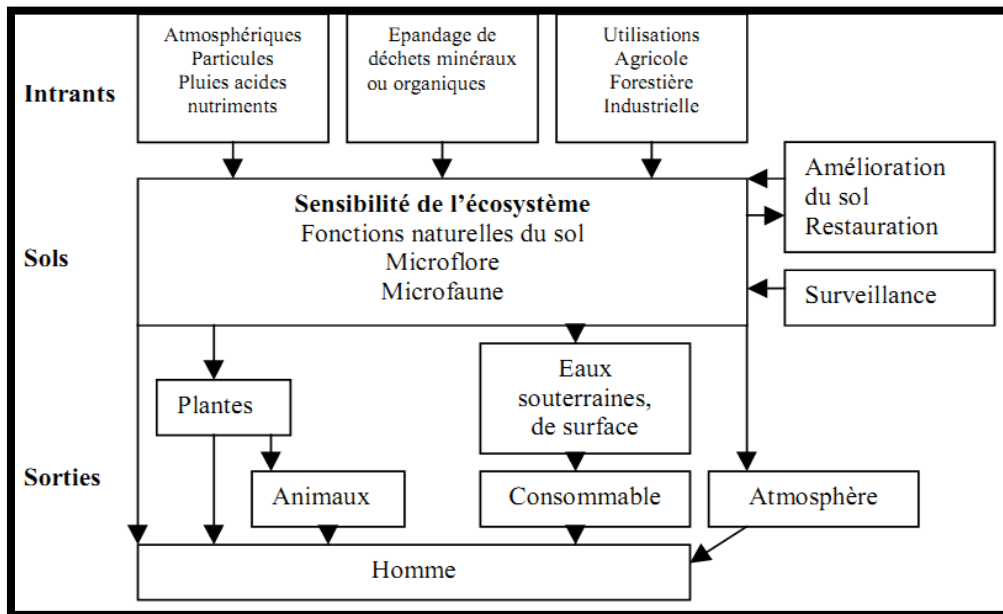 Intrants
Atmosphériques
Particules
Pluies acides
nutriments
Epandage de
déchets minéraux
ou organiques
Utilisations
Agricole
Forestière
Industrielle
Sols
Sensibilité de l'écosystème
Fonctions naturelles du sol
Microflore
Microfaune
Amélioration
du sol
Restauration
Surveillance
Sorties
Plantes
Animaux
Eaux
souterraines,
de surface
Consommable
Atmosphère
Homme